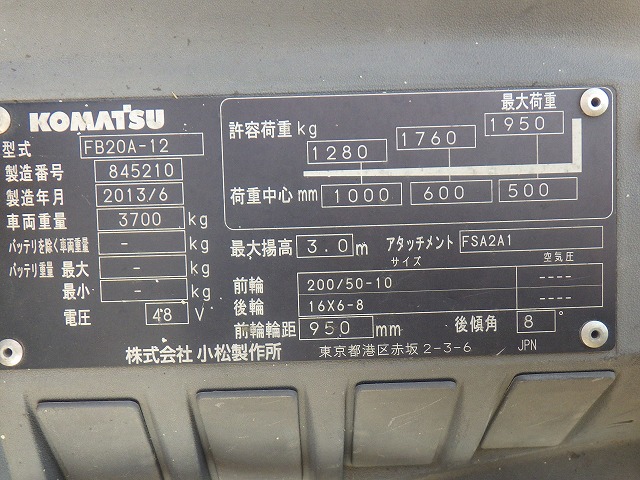 KOMATSU
型式 FB20A-12
製造番号 845210
製造年月 2013/6
車両重量 3700 kg
バッテリを除く車両重量 - kg
バッテリ重量 最大 - kg
最小 - kg
電圧 48 V
最大荷重
許容荷重 kg 1280 1760 1950
荷重中心 mm 1000 600 500
最大揚高 3.0 m アタッチメント FSA2A1
サイズ 空気圧
前輪 200/50-10 ----
後輪 16X6-8 ----
前輪輪距 950 mm 後傾角 8 °
株式会社 小松製作所 東京都港区赤坂 2-3-6 JPN